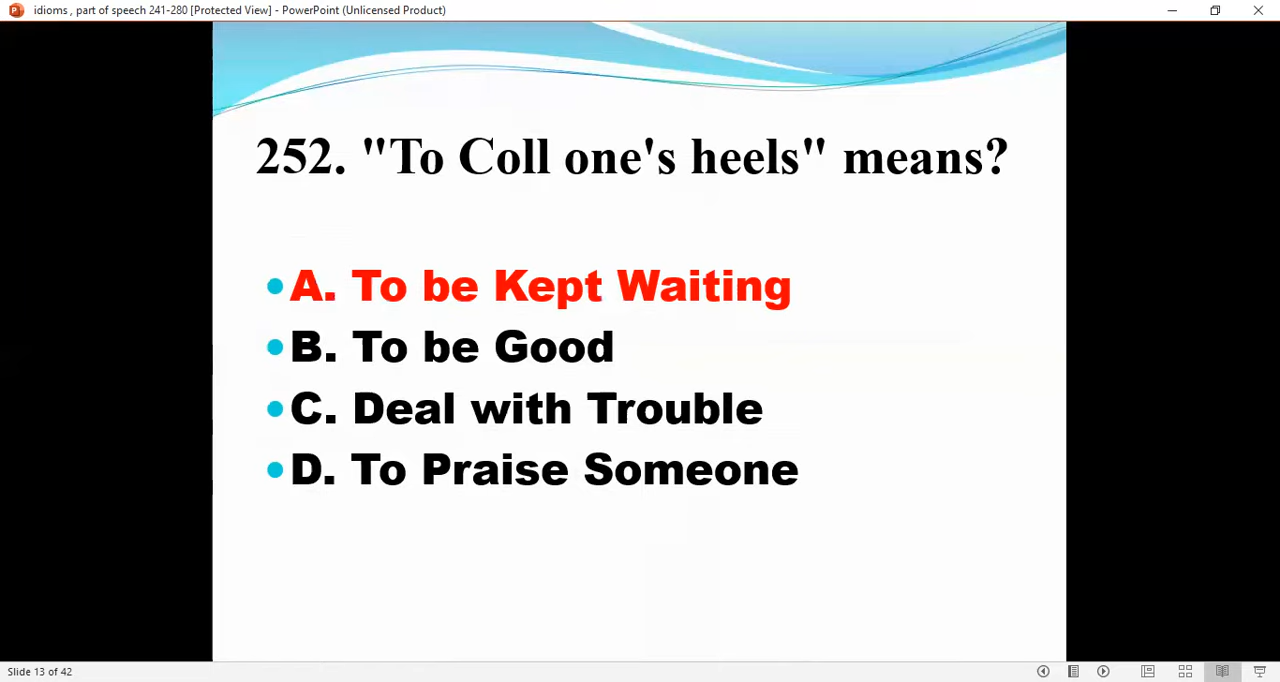 idioms , part of speech 241-280 [Protected View] - PowerPoint (Unlicensed Product)
252. "To Coll one's heels" means?
A. To be Kept Waiting
B. To be Good
C. Deal with Trouble
D. To Praise Someone
Slide 13 of 42